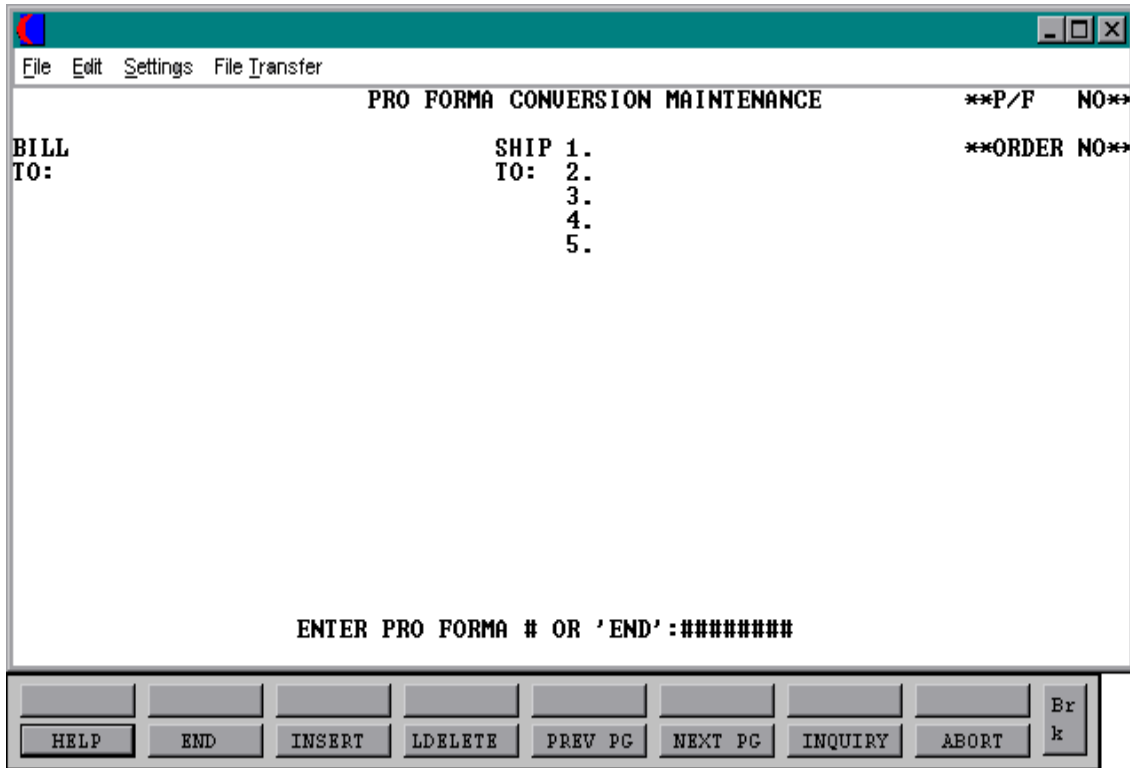 File Edit Settings File Transfer
PRO FORMA CONVERSION MAINTENANCE **P/F NO**
BILL SHIP 1. **ORDER NO**
TO: TO: 2.
3.
4.
5.
ENTER PRO FORMA # OR 'END':########
HELP END INSERT LDELETE PREV PG NEXT PG INQUIRY ABORT Br
k